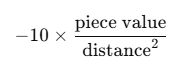 −10 × piece value / distance²